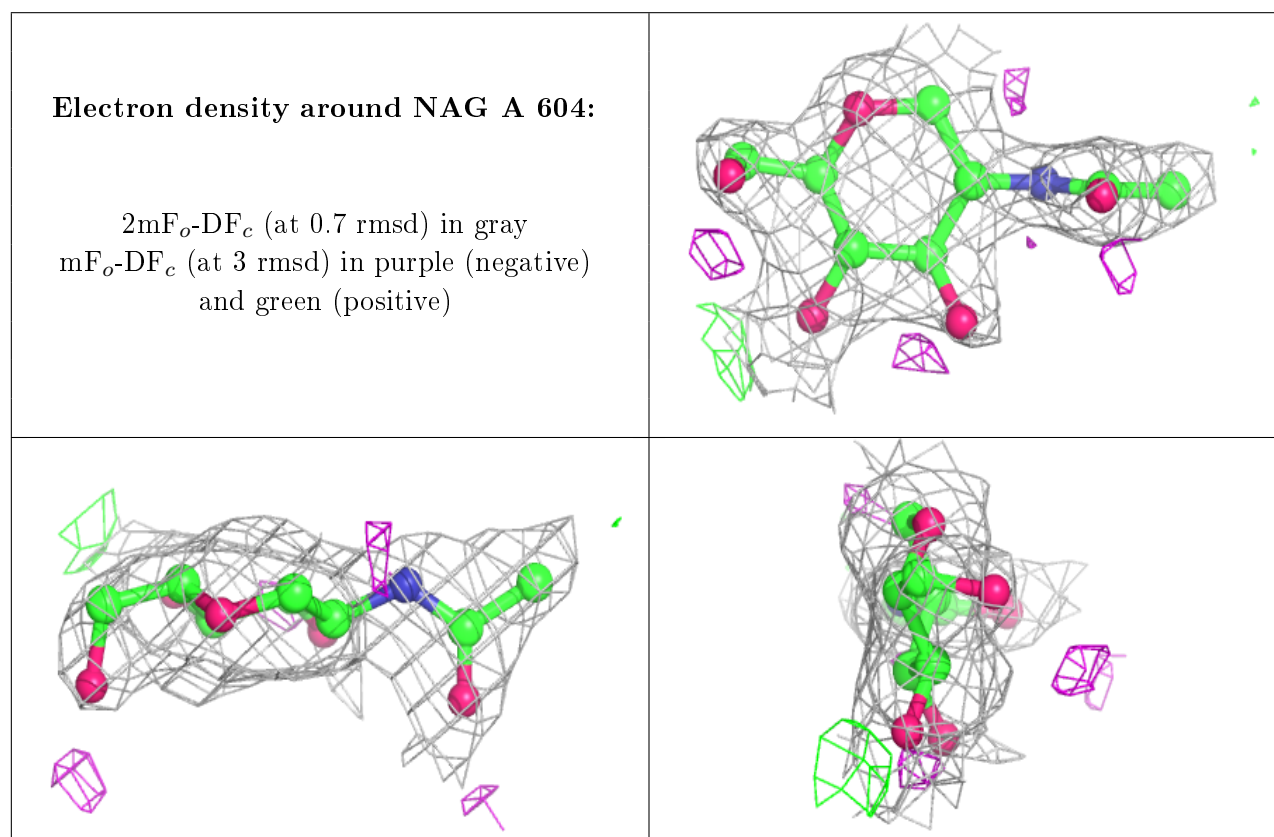 Electron density around NAG A 604:
2mFo-DFc (at 0.7 rmsd) in gray
mFo-DFc (at 3 rmsd) in purple (negative)
and green (positive)